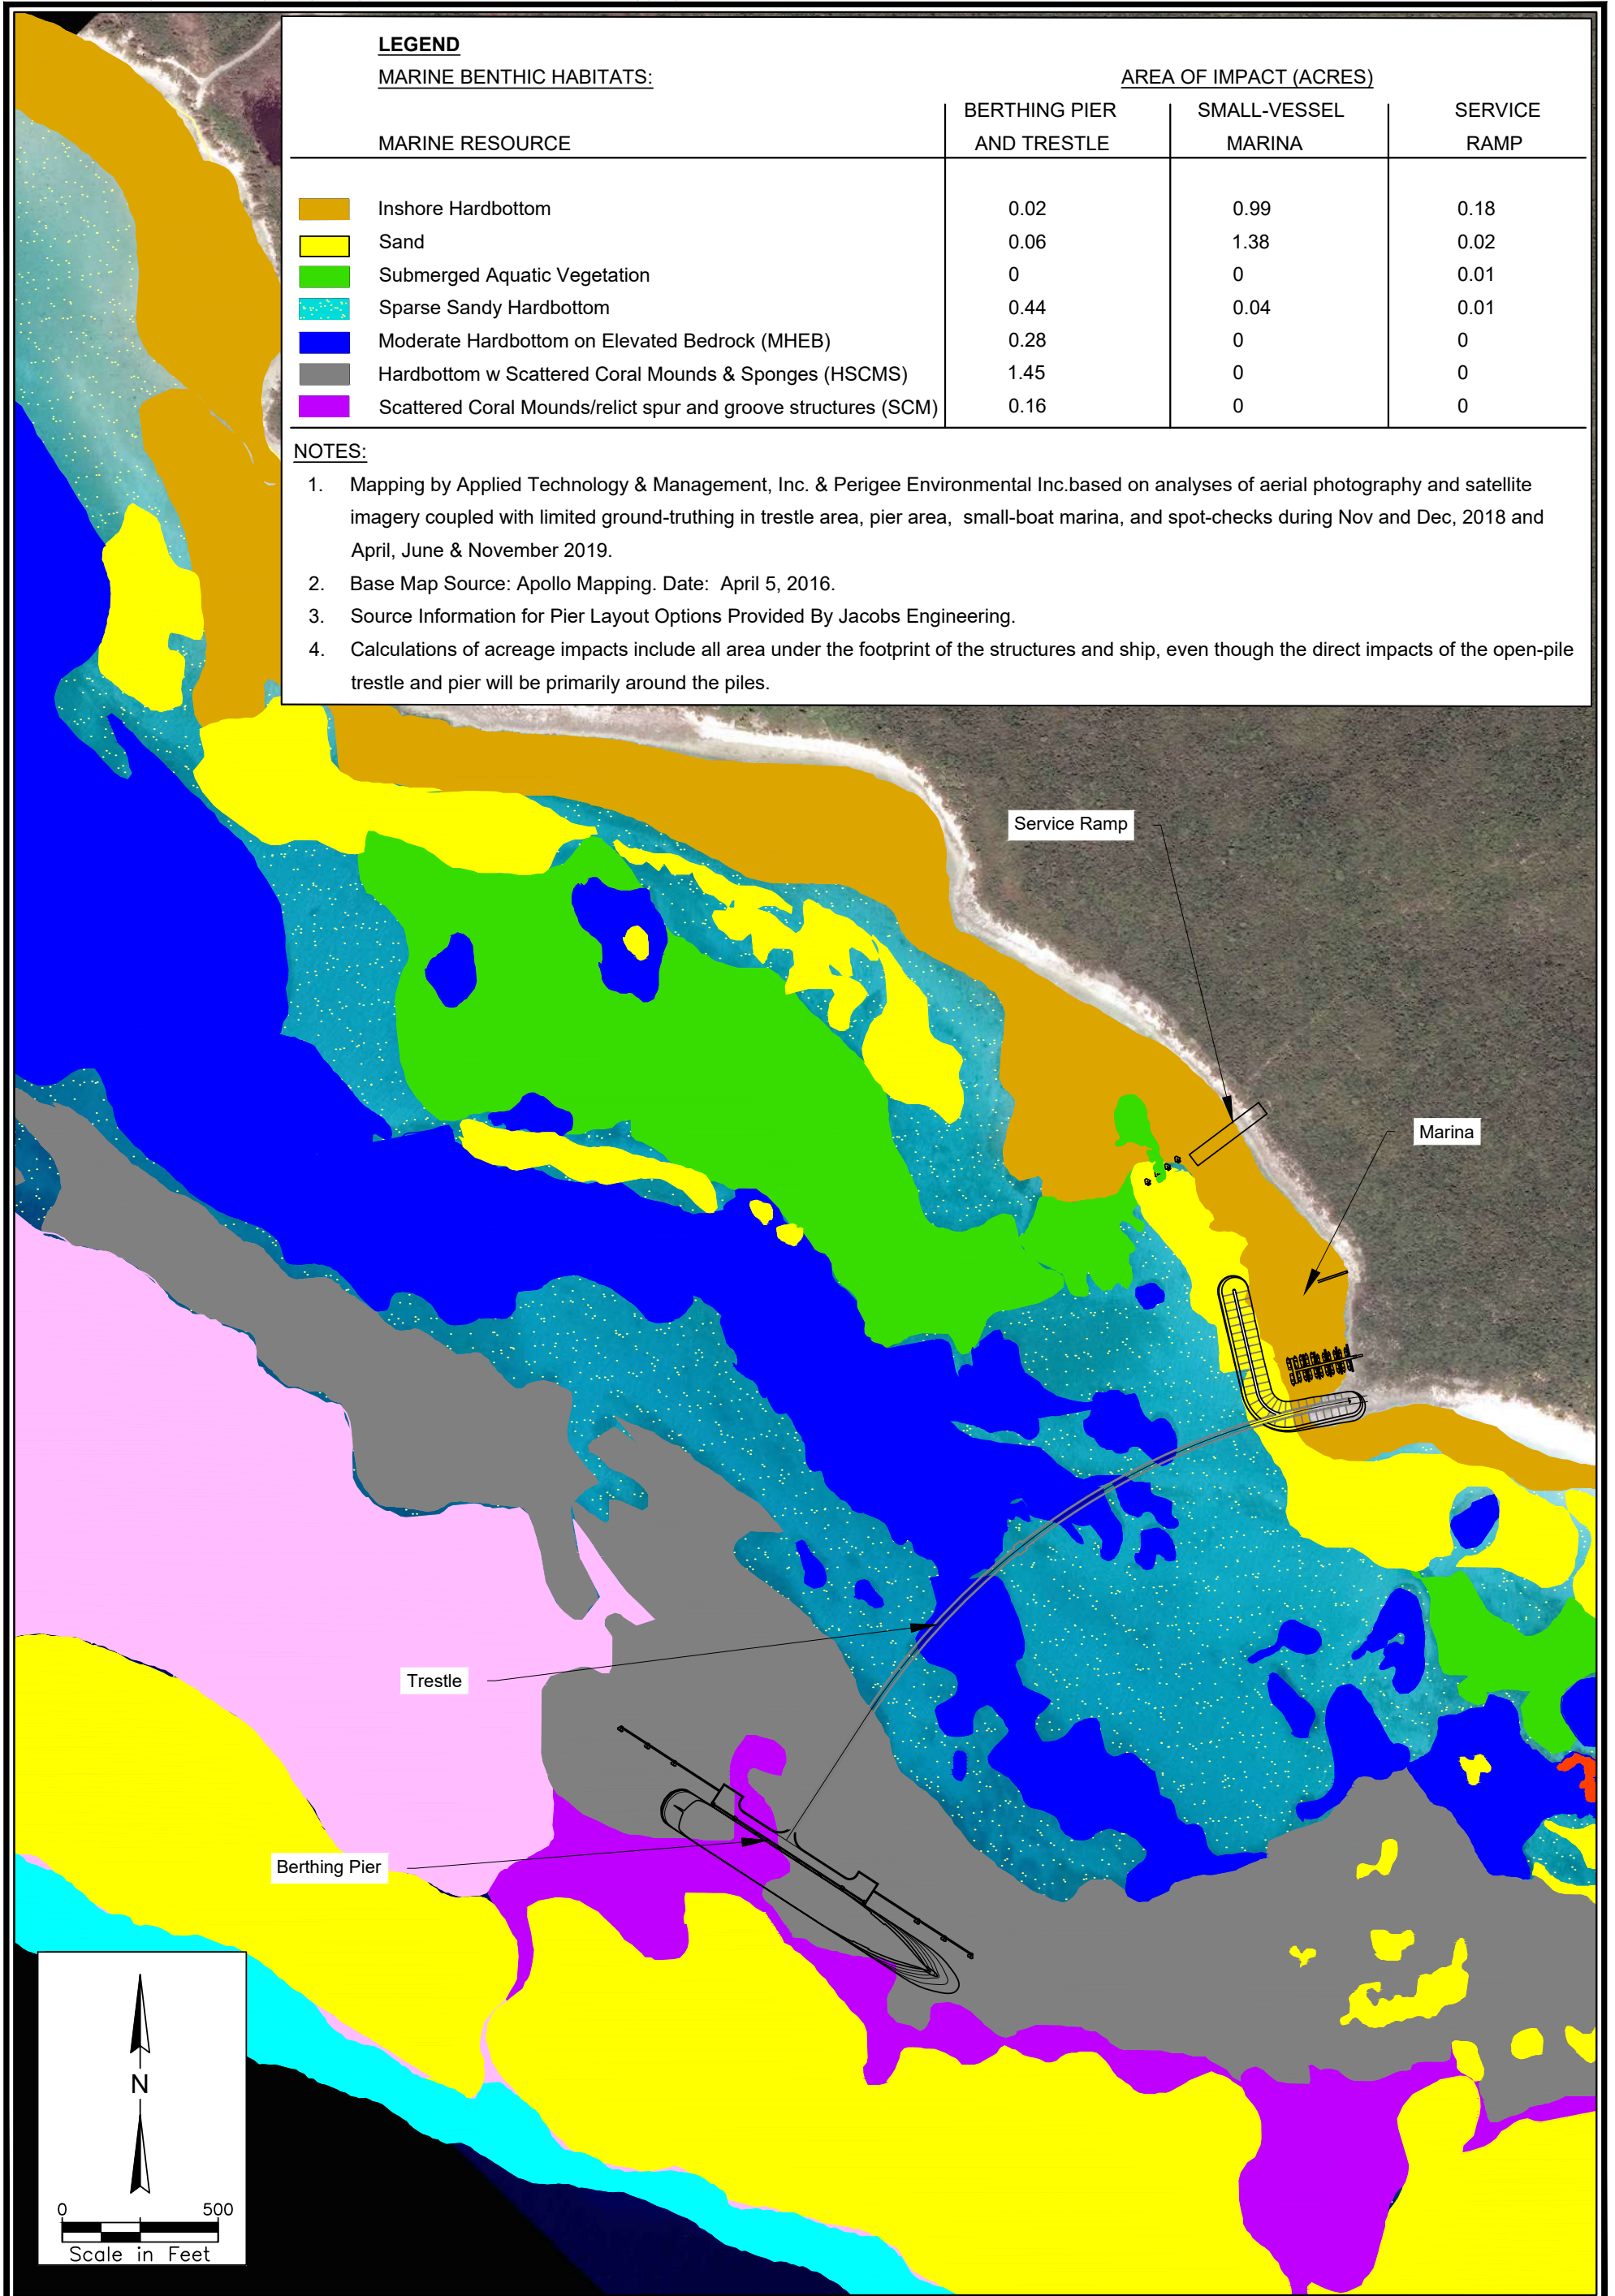 LEGEND
MARINE BENTHIC HABITATS: AREA OF IMPACT (ACRES)
BERTHING PIER SMALL-VESSEL SERVICE
MARINE RESOURCE AND TRESTLE MARINA RAMP
Inshore Hardbottom 0.02 0.99 0.18
Sand 0.06 1.38 0.02
Submerged Aquatic Vegetation 0 0 0.01
Sparse Sandy Hardbottom 0.44 0.04 0.01
Moderate Hardbottom on Elevated Bedrock (MHEB) 0.28 0 0
Hardbottom w Scattered Coral Mounds & Sponges (HSCMS) 1.45 0 0
Scattered Coral Mounds/relict spur and groove structures (SCM) 0.16 0 0
NOTES:
1. Mapping by Applied Technology & Management, Inc. & Perigee Environmental Inc.based on analyses of aerial photography and satellite
imagery coupled with limited ground-truthing in trestle area, pier area, small-boat marina, and spot-checks during Nov and Dec, 2018 and
April, June & November 2019.
2. Base Map Source: Apollo Mapping. Date: April 5, 2016.
3. Source Information for Pier Layout Options Provided By Jacobs Engineering.
4. Calculations of acreage impacts include all area under the footprint of the structures and ship, even though the direct impacts of the open-pile
trestle and pier will be primarily around the piles.
Service Ramp
Marina
Trestle
Berthing Pier
N
0 500
Scale in Feet